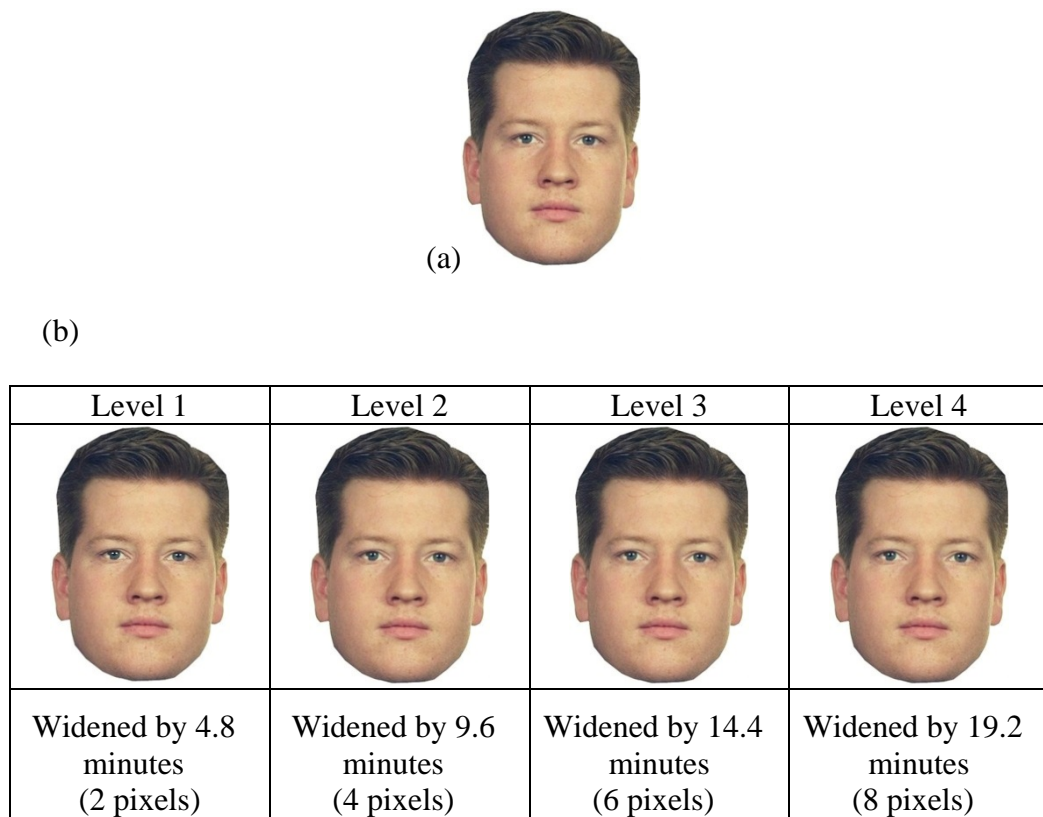 (a)
(b)
Level 1 Level 2 Level 3 Level 4
Widened by 4.8 Widened by 9.6 Widened by 14.4 Widened by 19.2
minutes minutes minutes minutes
(2 pixels) (4 pixels) (6 pixels) (8 pixels)